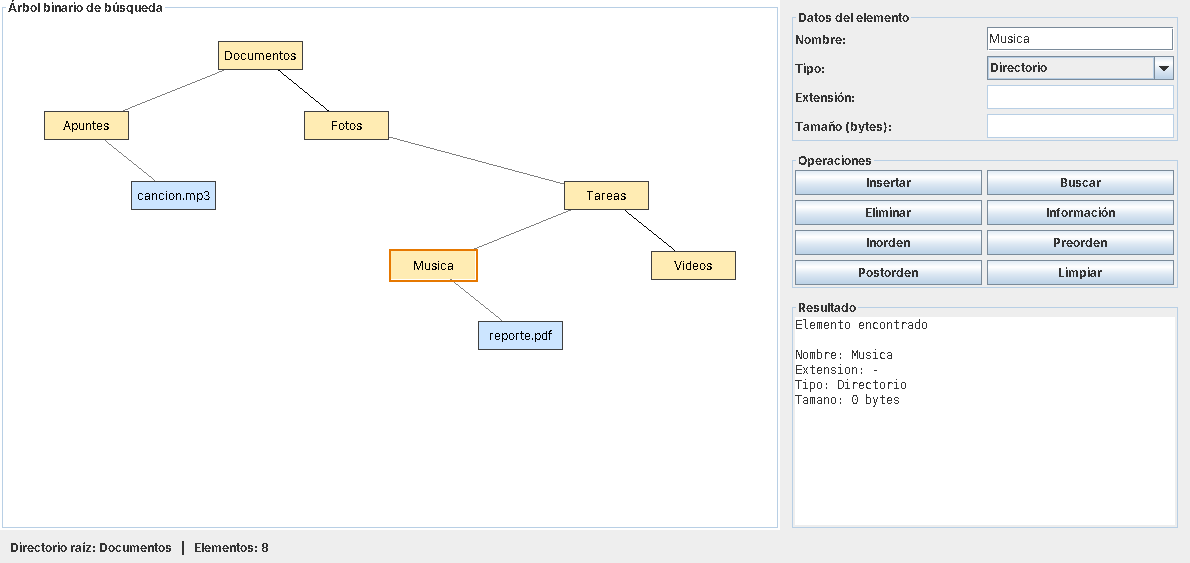 Árbol binario de búsqueda
Documentos
Apuntes
Fotos
cancion.mp3
Tareas
Musica
Videos
reporte.pdf
Datos del elemento
Nombre: Musica
Tipo: Directorio
Extensión:
Tamaño (bytes):
Operaciones
Insertar Buscar
Eliminar Información
Inorden Preorden
Postorden Limpiar
Resultado
Elemento encontrado
Nombre: Musica
Extension: -
Tipo: Directorio
Tamano: 0 bytes
Directorio raíz: Documentos | Elementos: 8